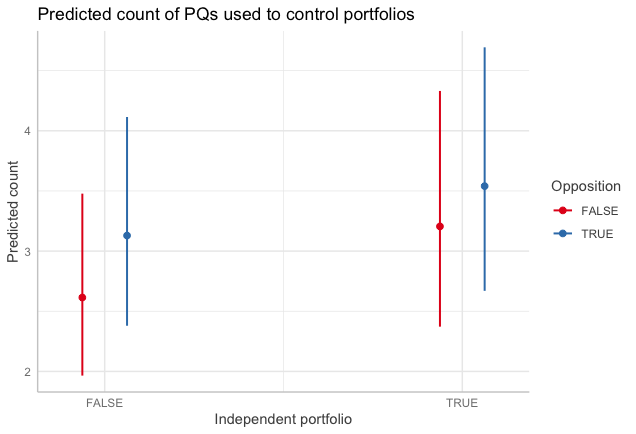 Predicted count of PQs used to control portfolios
Predicted count
4
3
2
FALSE
TRUE
Independent portfolio
Opposition
FALSE
TRUE